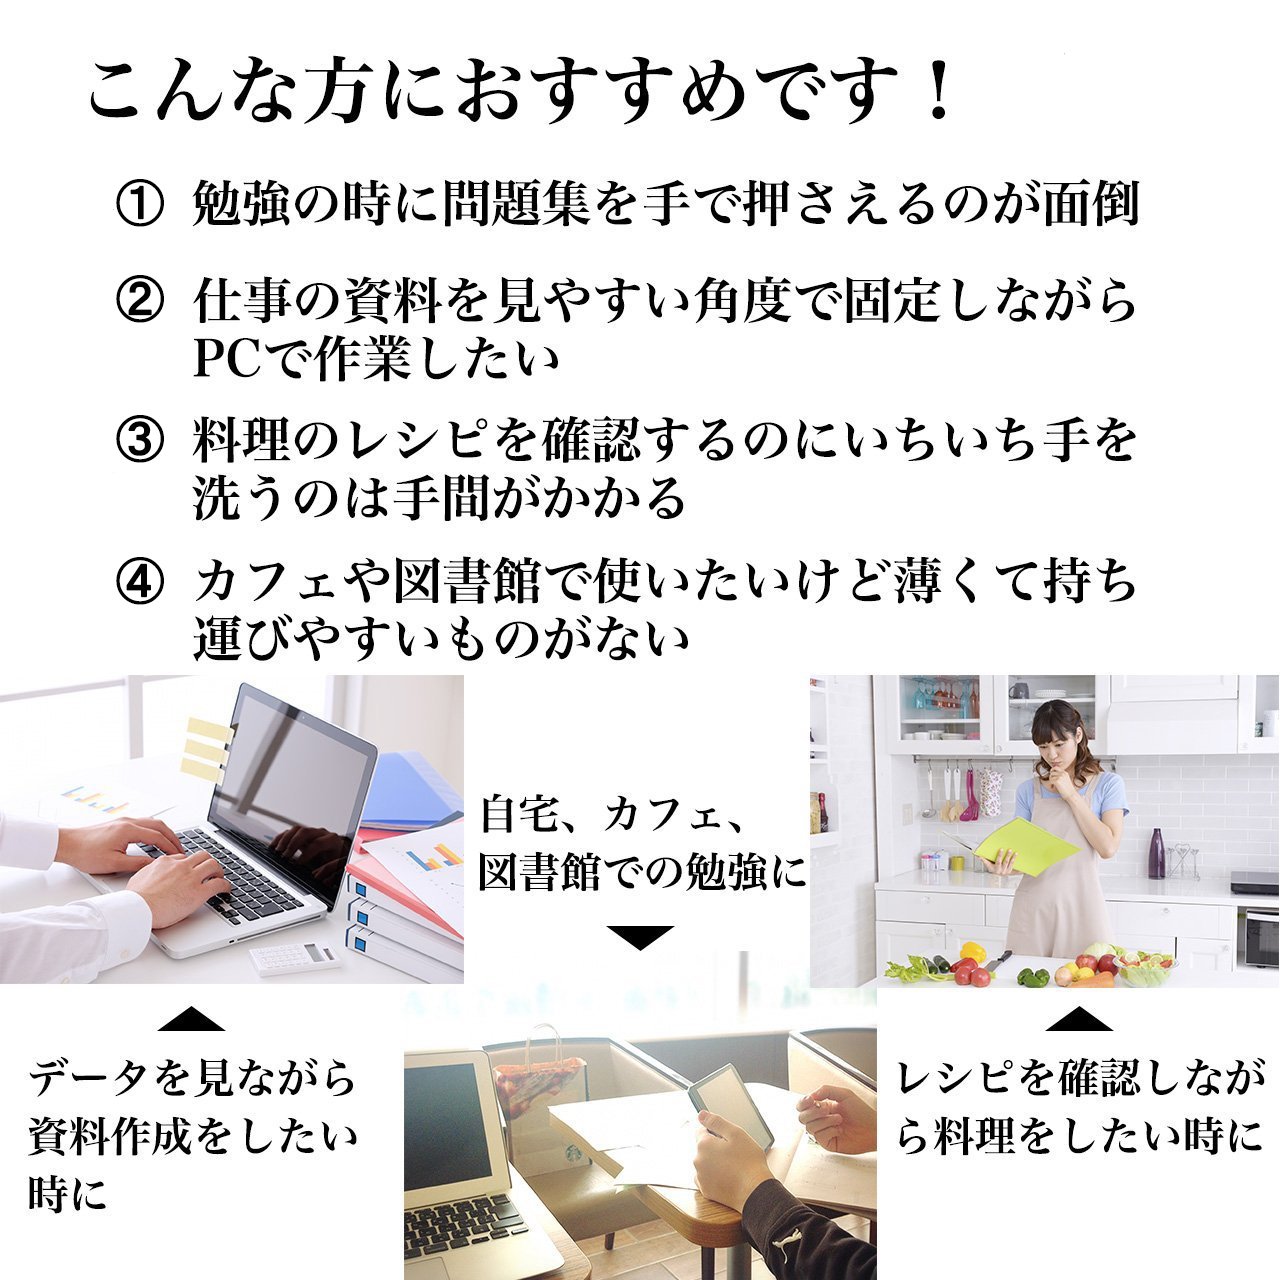 こんな方におすすめです！
① 勉強の時に問題集を手で押さえるのが面倒
② 仕事の資料を見やすい角度で固定しながら
PCで作業したい
③ 料理のレシピを確認するのにいちいち手を
洗うのは手間がかかる
④ カフェや図書館で使いたいけど薄くて持ち
運びやすいものがない
自宅、カフェ、
図書館での勉強に
データを見ながら
資料作成をしたい
時に
レシピを確認しなが
ら料理をしたい時に